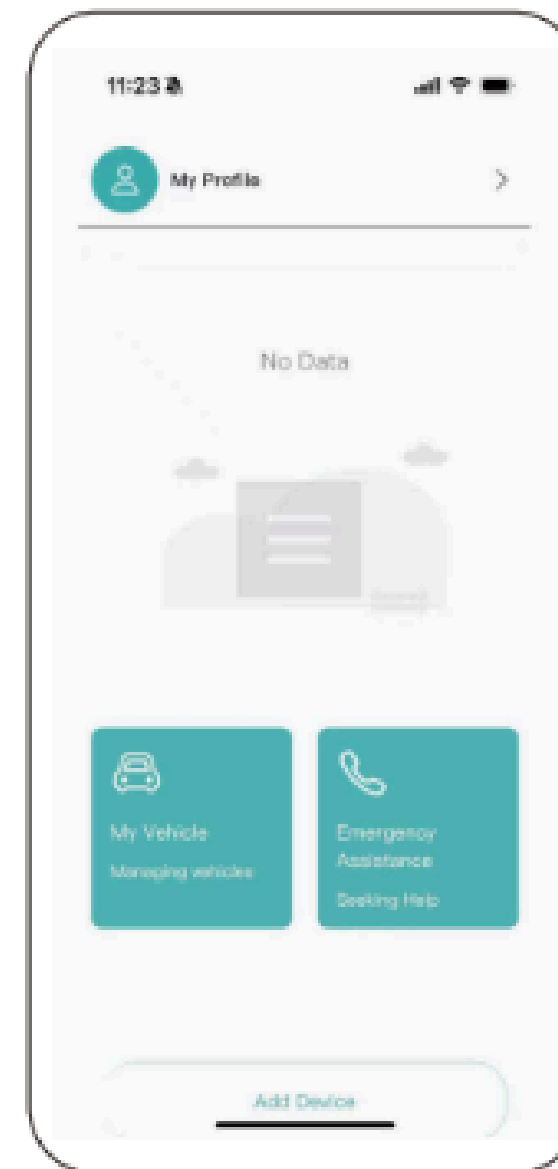 11:23
My Profile
No Data
My Vehicle
Managing vehicles
Emergency
Assistance
Seeking Help
Add Device